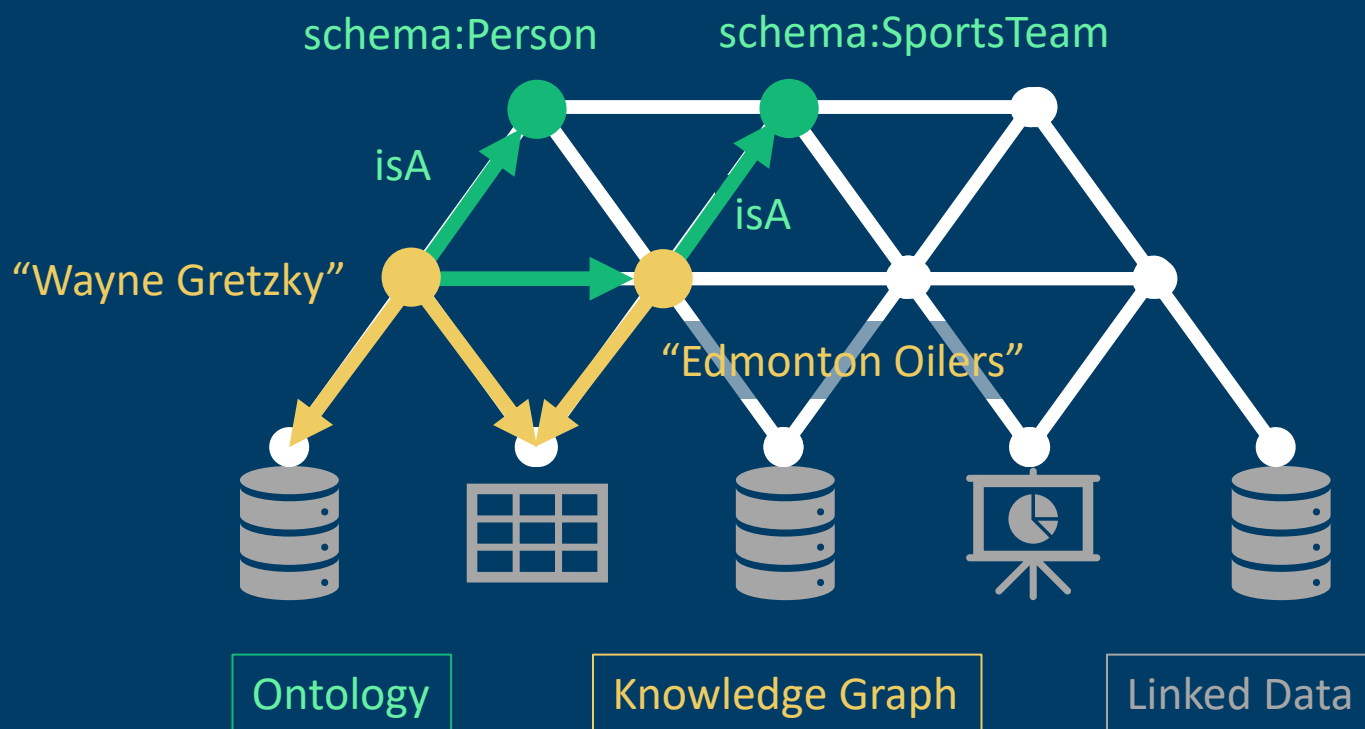 schema:Person
schema:SportsTeam
isA
isA
“Wayne Gretzky”
“Edmonton Oilers”
Ontology
Knowledge Graph
Linked Data